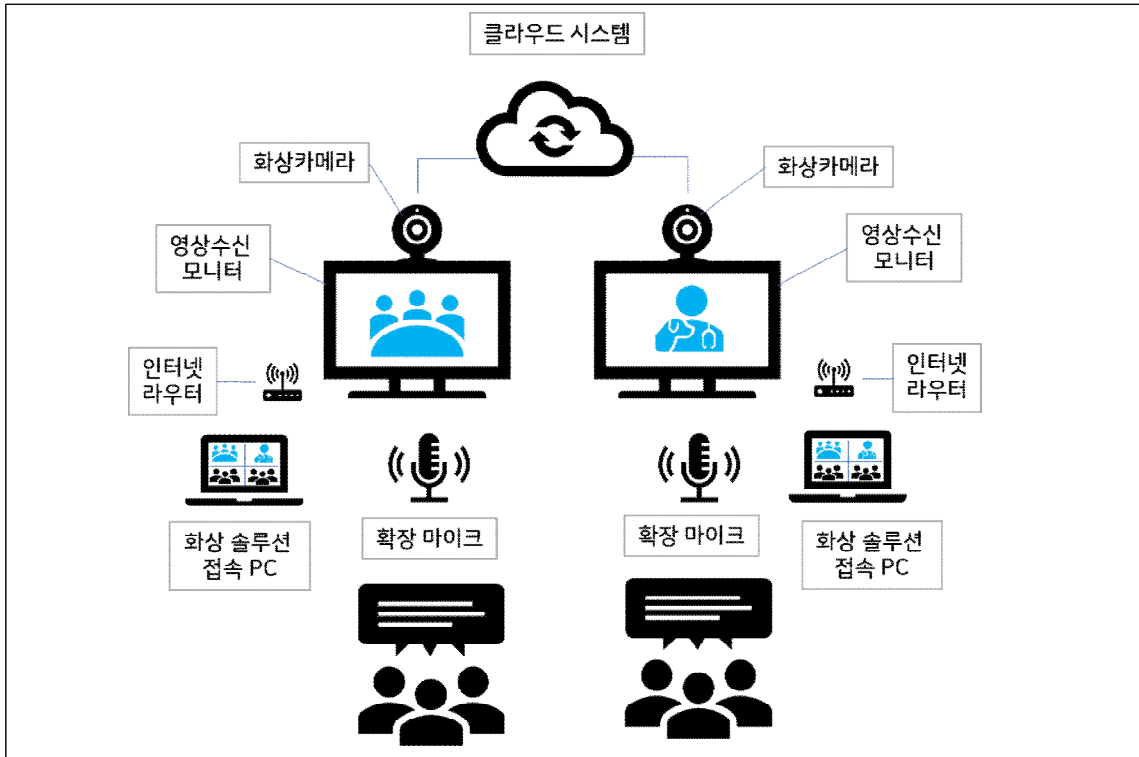 클라우드 시스템
화상카메라
화상카메라
영상수신
모니터
영상수신
모니터
인터넷
라우터
인터넷
라우터
확장 마이크
확장 마이크
화상 솔루션
접속 PC
화상 솔루션
접속 PC